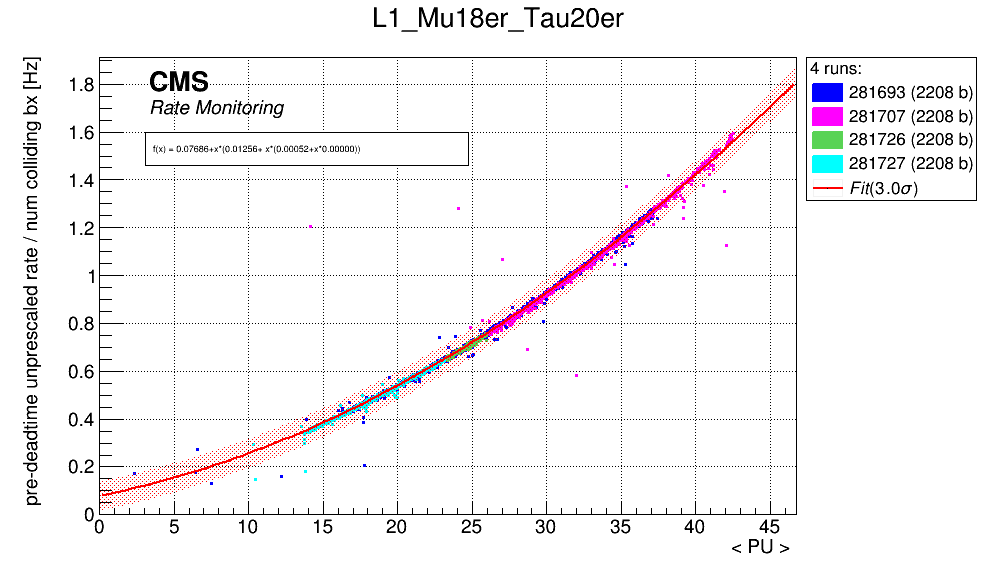 L1_Mu18er_Tau20er
pre-deadtime unprescaled rate / num colliding bx [Hz]
CMS
Rate Monitoring
f(x) = 0.07686+x*(0.01256+ x*(0.00052+x*0.00000))
1.8
1.6
1.4
1.2
1
0.8
0.6
0.4
0.2
0
0 5 10 15 20 25 30 35 40 45
< PU >
4 runs:
281693 (2208 b)
281707 (2208 b)
281726 (2208 b)
281727 (2208 b)
Fit(3.0σ)